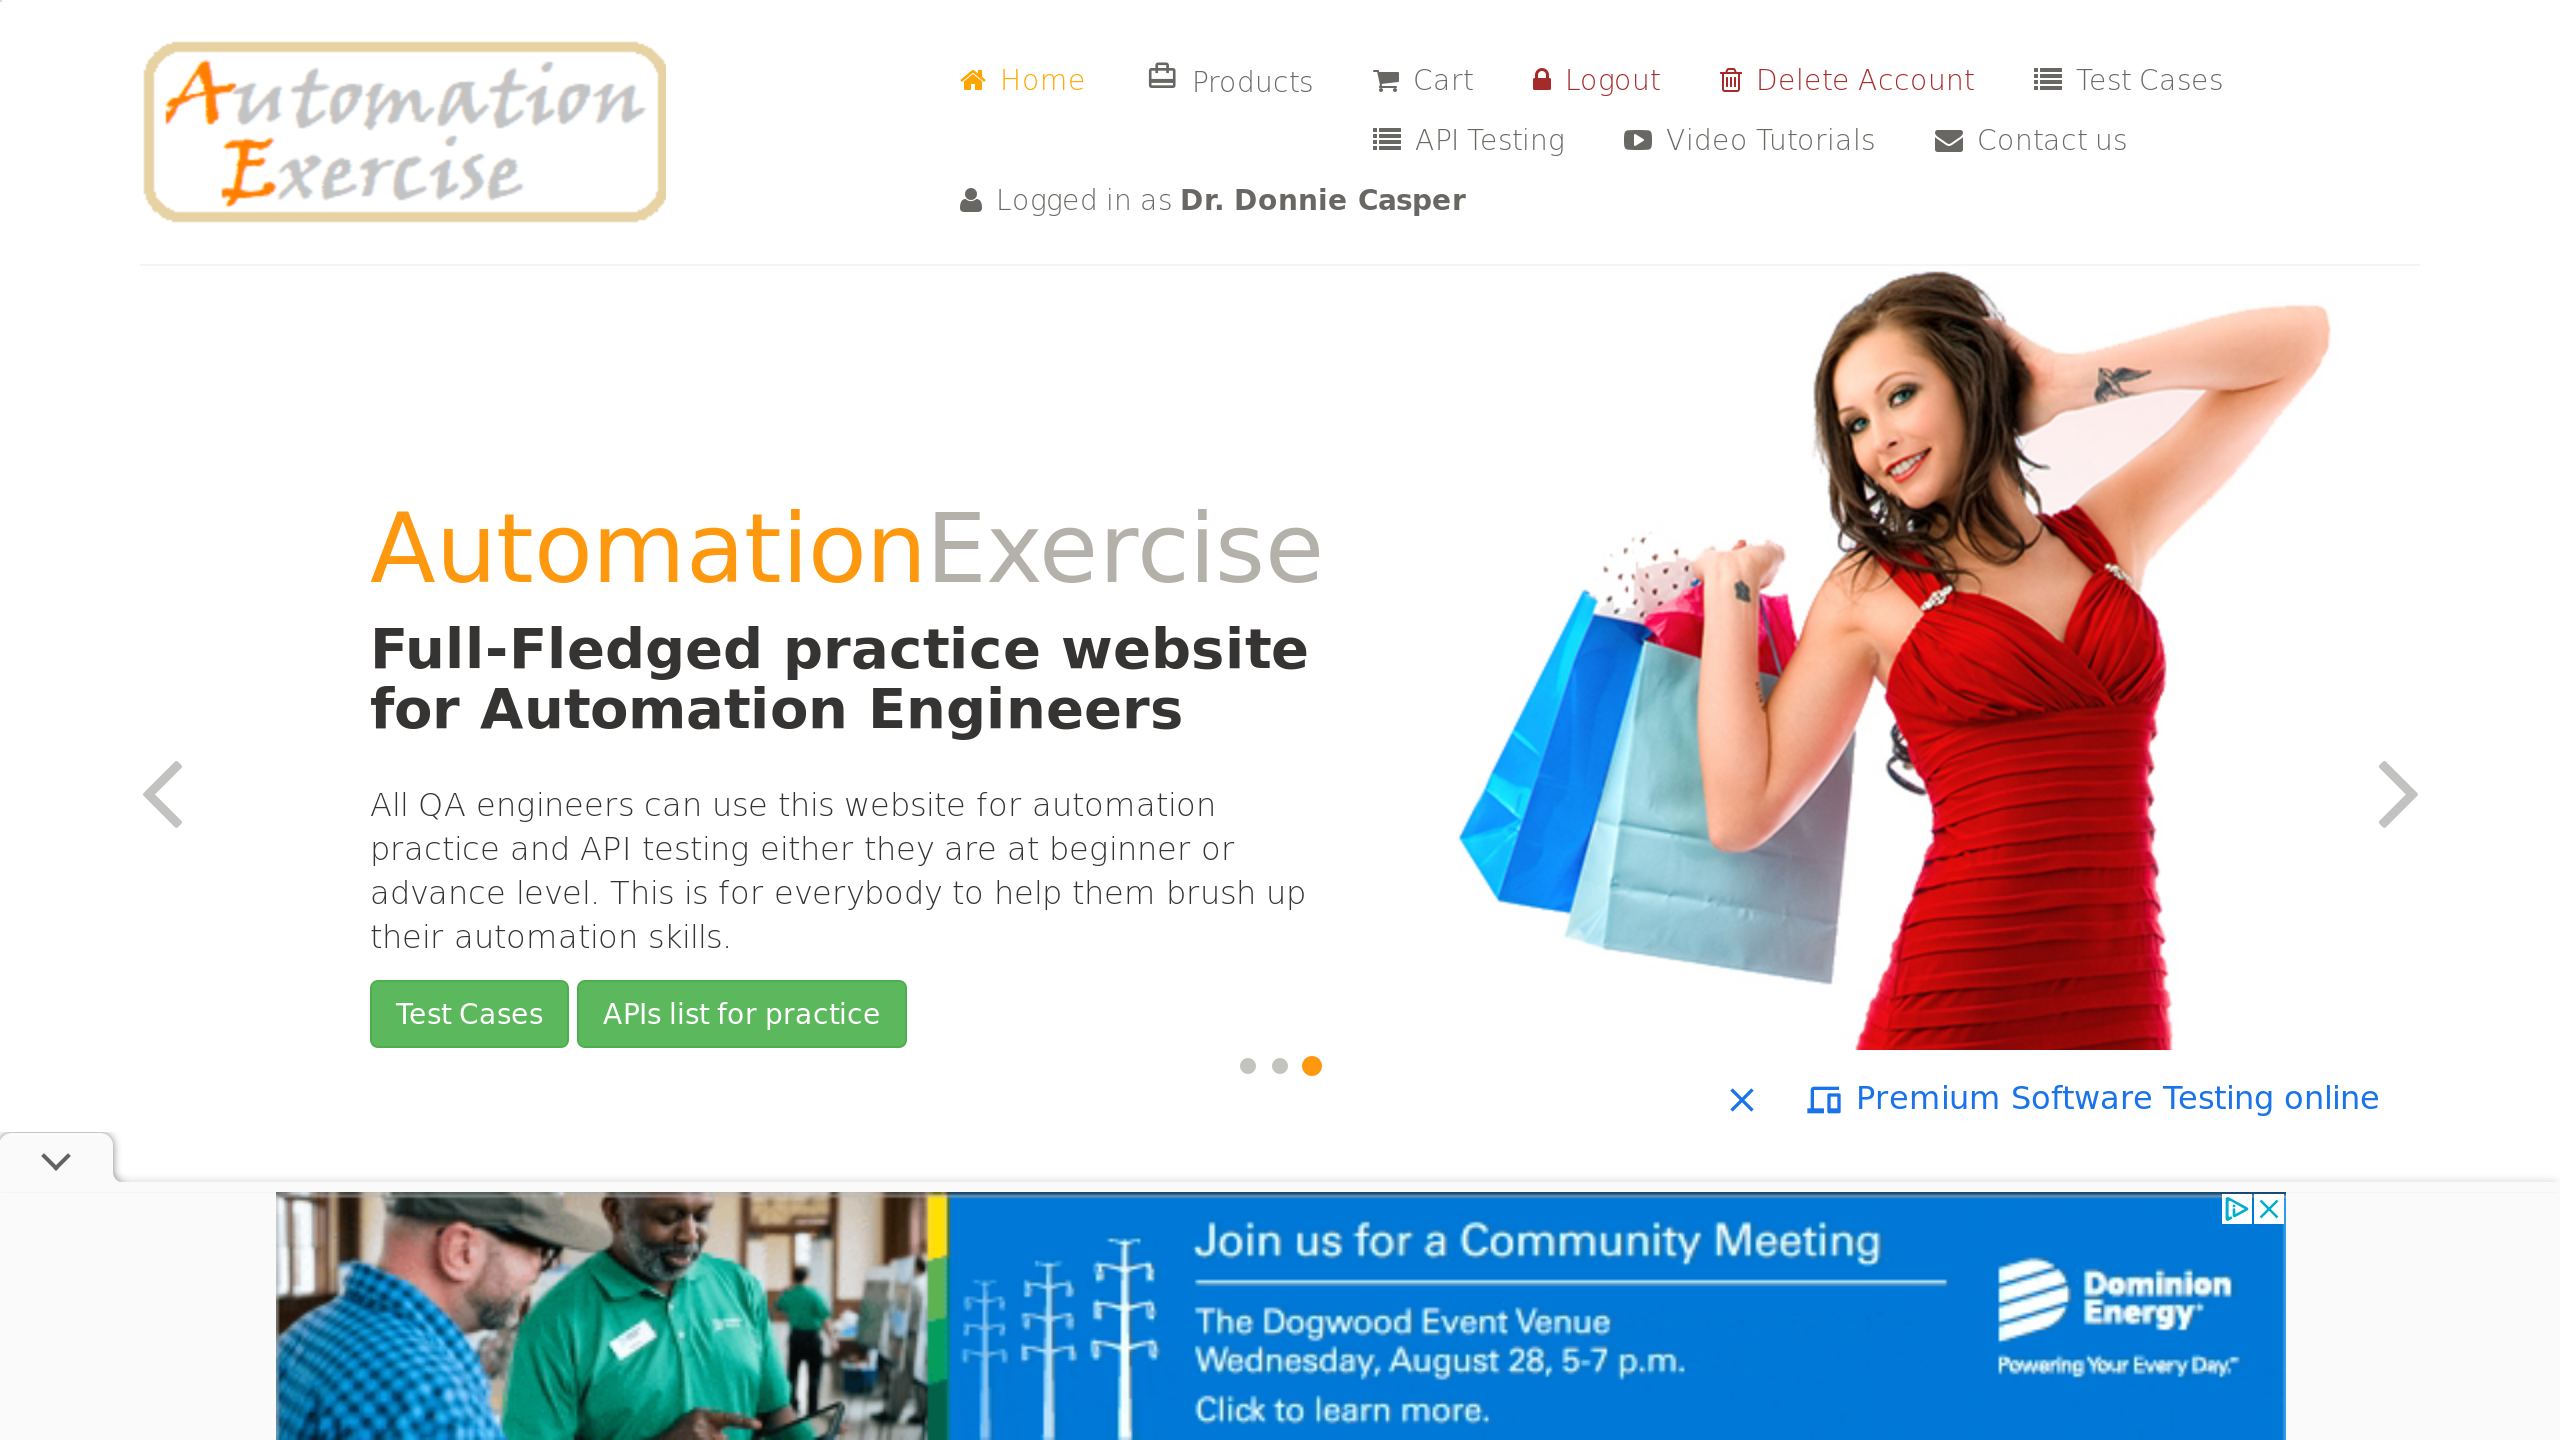 Automation
Exercise
Home
Products
Cart
Logout
Delete Account
Test Cases
API Testing
Video Tutorials
Contact us
Logged in as Dr. Donnie Casper
AutomationExercise
Full-Fledged practice website
for Automation Engineers
All QA engineers can use this website for automation
practice and API testing either they are at beginner or
advance level. This is for everybody to help them brush up
their automation skills.
Test Cases
APIs list for practice
Premium Software Testing online
Join us for a Community Meeting
The Dogwood Event Venue
Wednesday, August 28, 5-7 p.m.
Click to learn more.
Dominion
Energy®
Powering Your Every Day.℠